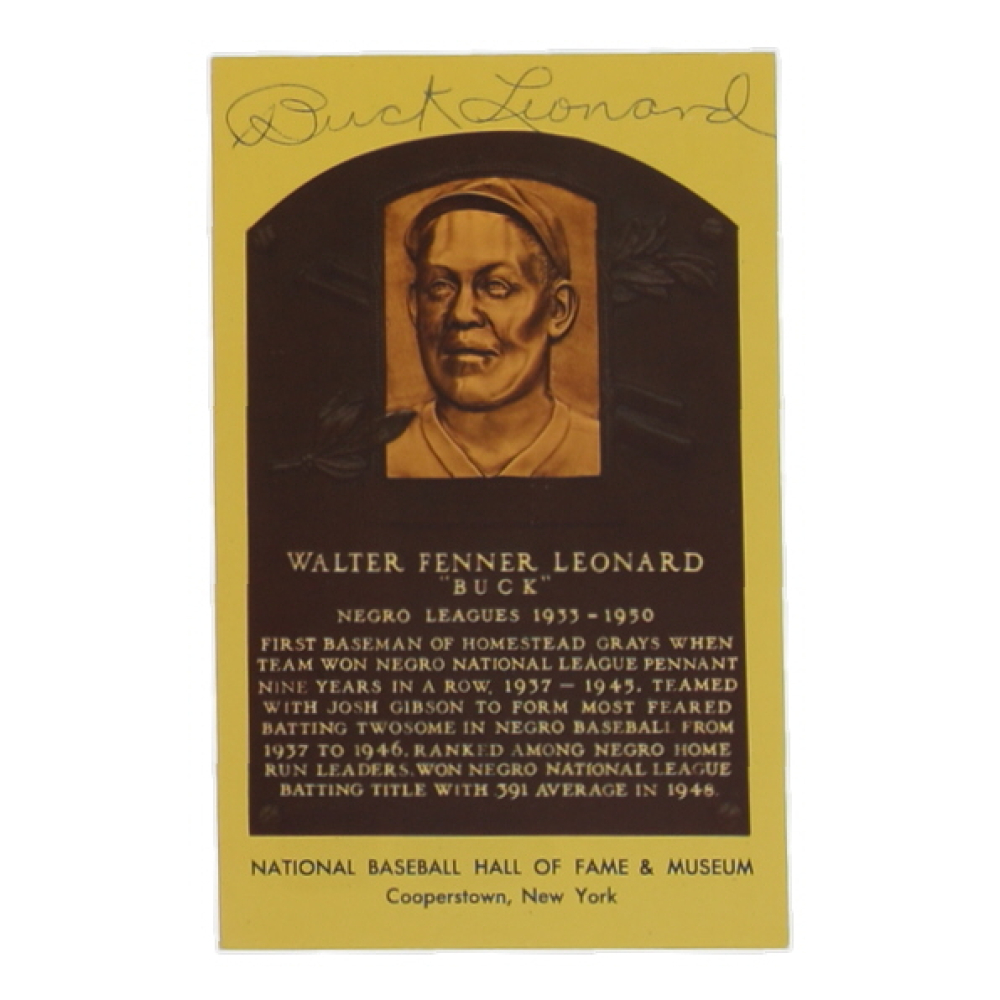 Buck Leonard
WALTER FENNER LEONARD
"BUCK"
NEGRO LEAGUES 1933 - 1950
FIRST BASEMAN OF HOMESTEAD GRAYS WHEN
TEAM WON NEGRO NATIONAL LEAGUE PENNANT
NINE YEARS IN A ROW, 1937 – 1945. TEAMED
WITH JOSH GIBSON TO FORM MOST FEARED
BATTING TWOSOME IN NEGRO BASEBALL FROM
1937 TO 1946. RANKED AMONG NEGRO HOME
RUN LEADERS. WON NEGRO NATIONAL LEAGUE
BATTING TITLE WITH .391 AVERAGE IN 1948.
NATIONAL BASEBALL HALL OF FAME & MUSEUM
Cooperstown, New York